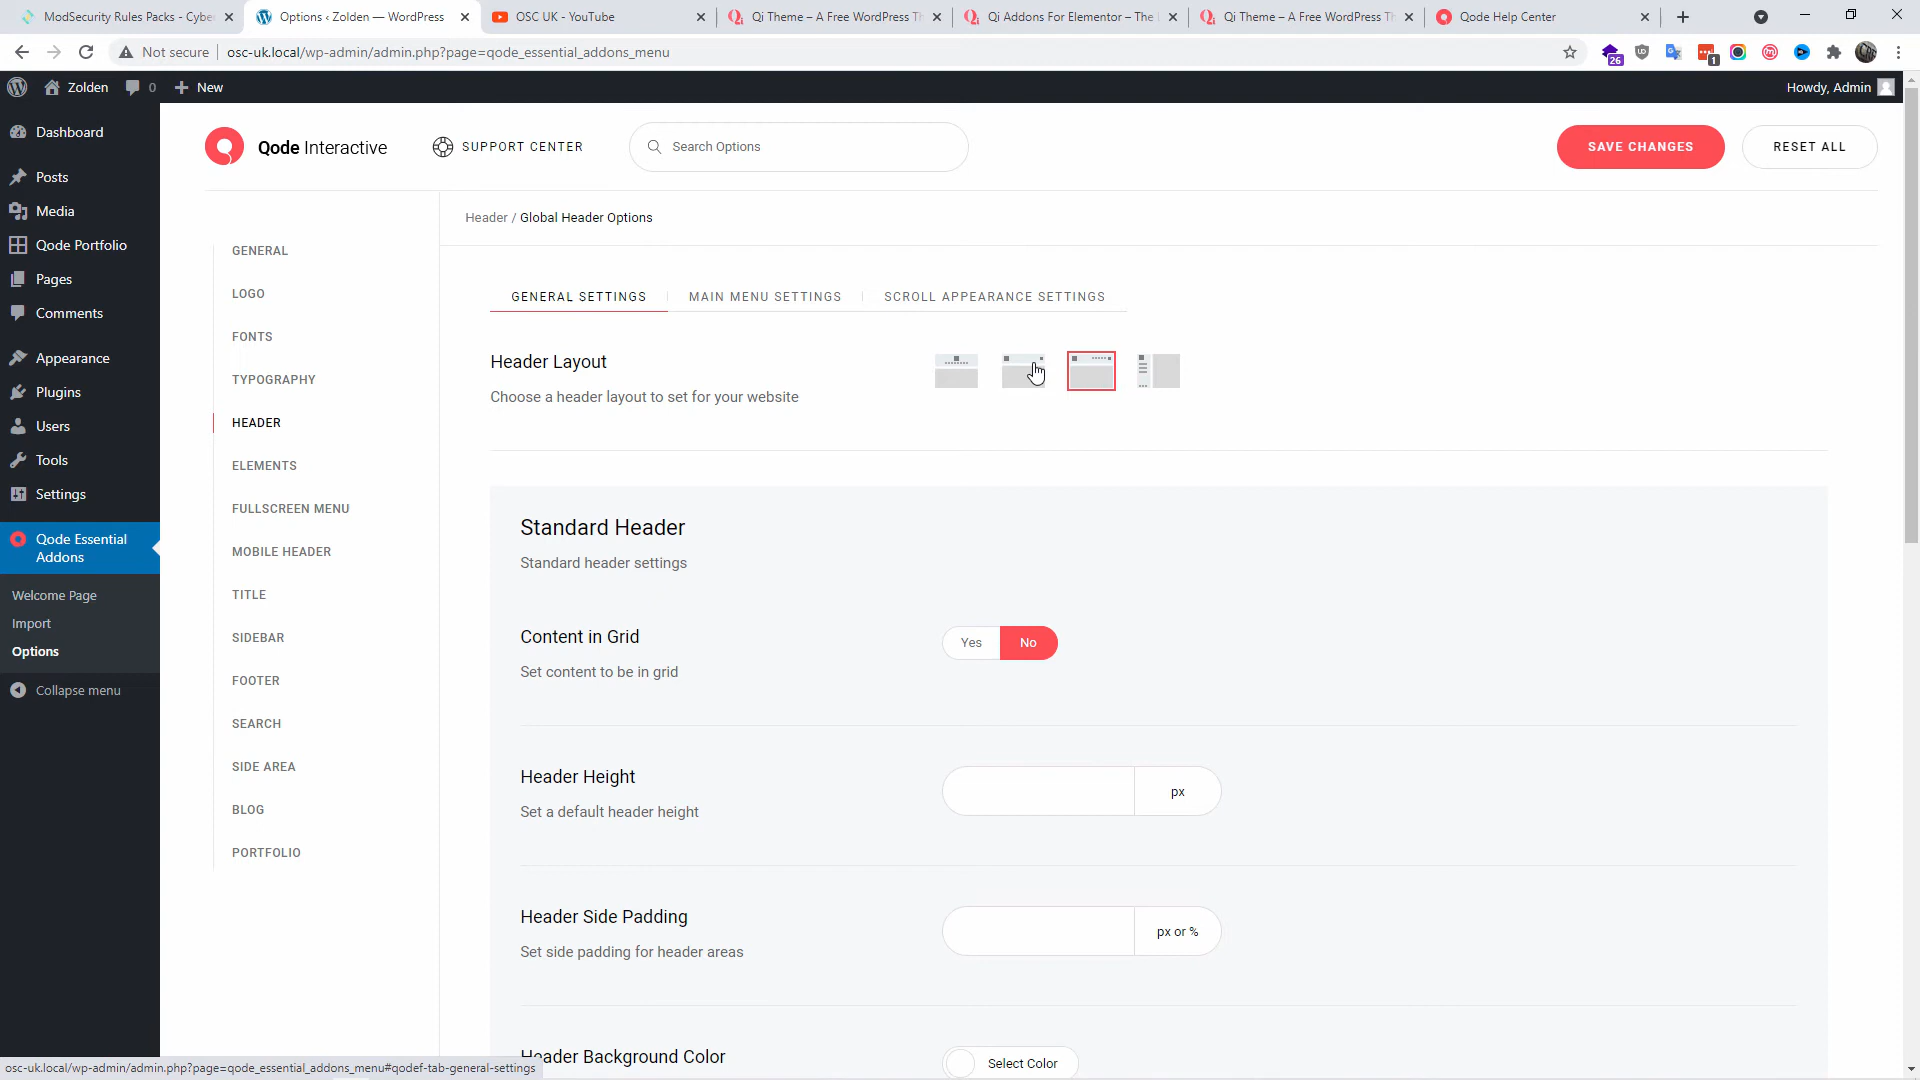 ModSecurity Rules Packs - Cybe
Options ‹ Zolden — WordPress
OSC UK - YouTube
Qi Theme – A Free WordPress Th
Qi Addons For Elementor – The U
Qi Theme – A Free WordPress Th
Qode Help Center
Not secure
osc-uk.local/wp-admin/admin.php?page=qode_essential_addons_menu
26
1
Zolden
0
New
Howdy, Admin
Dashboard
Posts
Media
Qode Portfolio
Pages
Comments
Appearance
Plugins
Users
Tools
Settings
Qode Essential
Addons
Welcome Page
Import
Options
Collapse menu
Qode Interactive
SUPPORT CENTER
Search Options
SAVE CHANGES
RESET ALL
GENERAL
LOGO
FONTS
TYPOGRAPHY
HEADER
ELEMENTS
FULLSCREEN MENU
MOBILE HEADER
TITLE
SIDEBAR
FOOTER
SEARCH
SIDE AREA
BLOG
PORTFOLIO
Header / Global Header Options
GENERAL SETTINGS
MAIN MENU SETTINGS
SCROLL APPEARANCE SETTINGS
Header Layout
Choose a header layout to set for your website
Standard Header
Standard header settings
Content in Grid
Yes
No
Set content to be in grid
Header Height
px
Set a default header height
Header Side Padding
px or %
Set side padding for header areas
Header Background Color
Select Color
osc-uk.local/wp-admin/admin.php?page=qode_essential_addons_menu#qodef-tab-general-settings